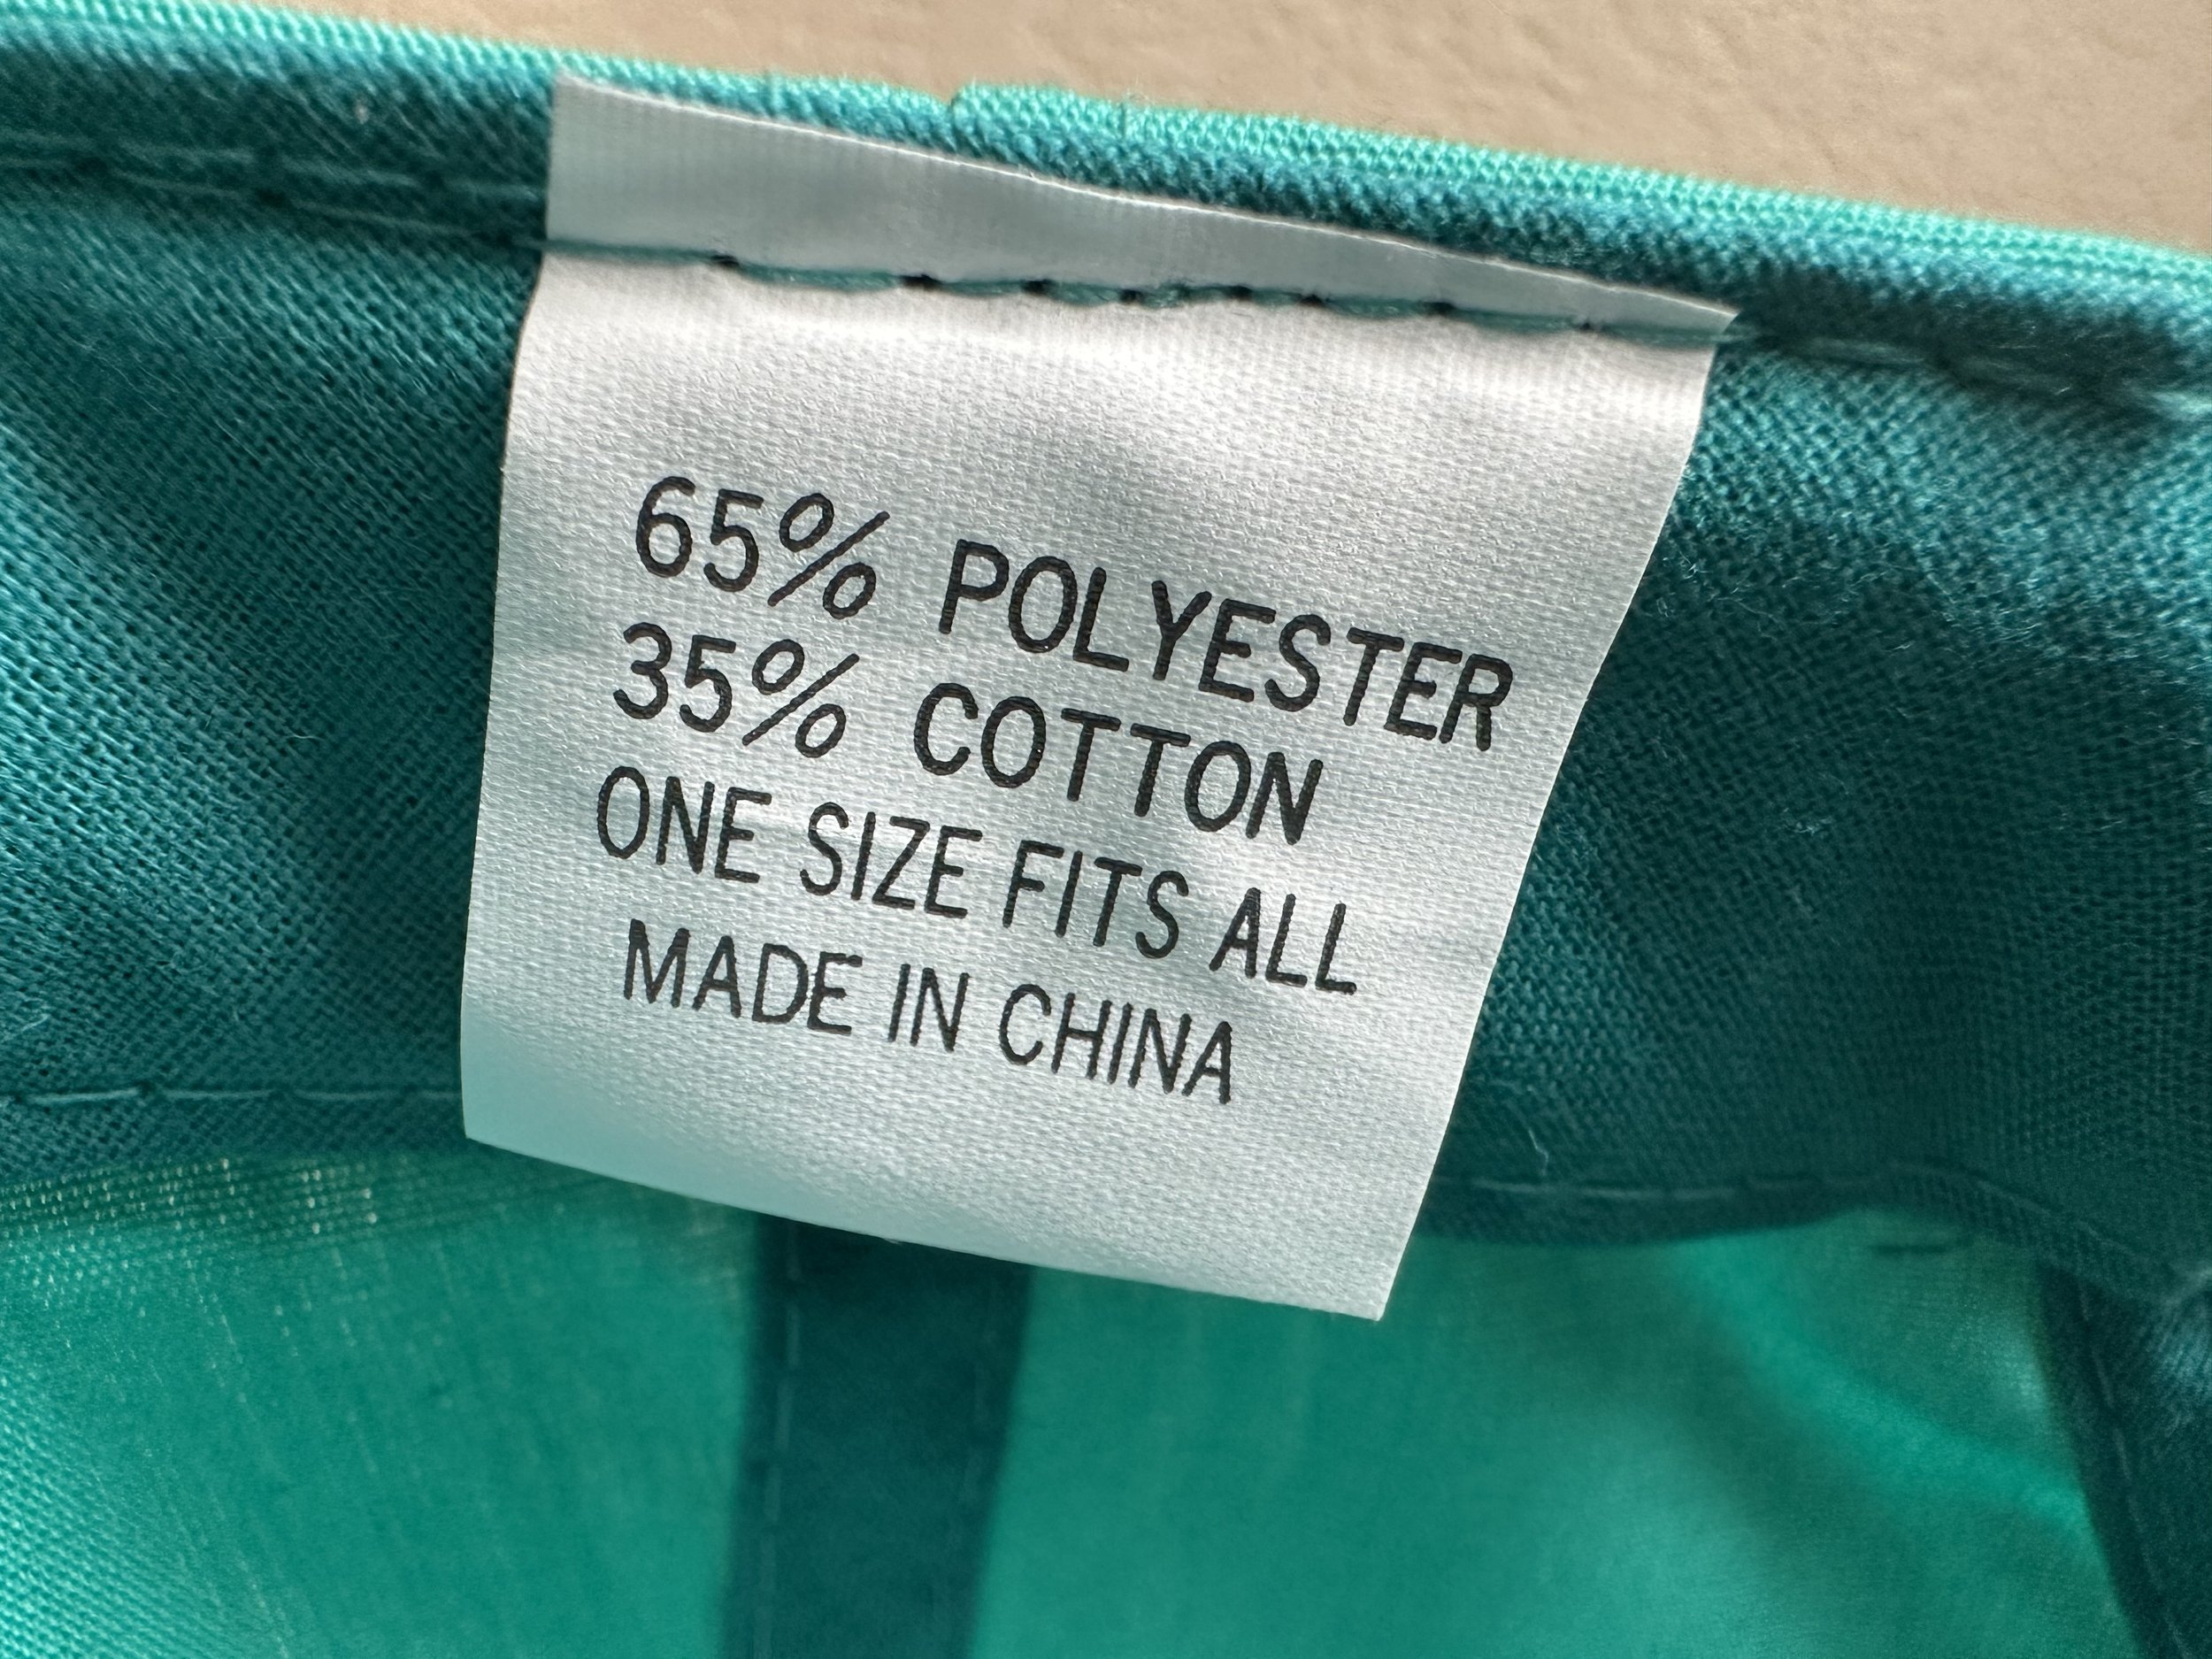 65% POLYESTER
35% COTTON
ONE SIZE FITS ALL
MADE IN CHINA